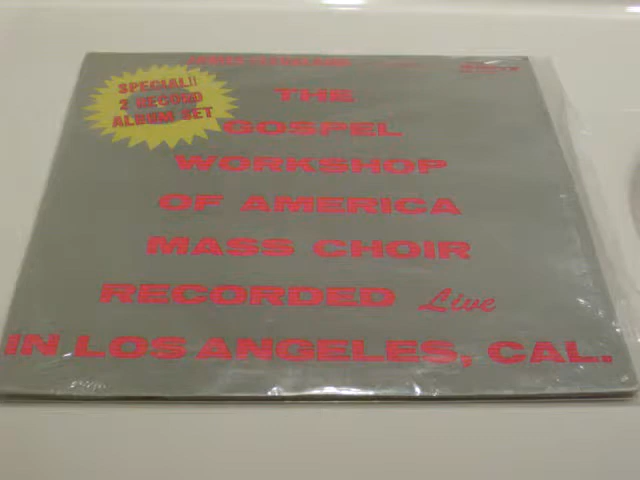 SPECIAL!!
2 RECORD
ALBUM SET
THE
GOSPEL
WORKSHOP
OF AMERICA
MASS CHOIR
RECORDED Live
IN LOS ANGELES, CAL.